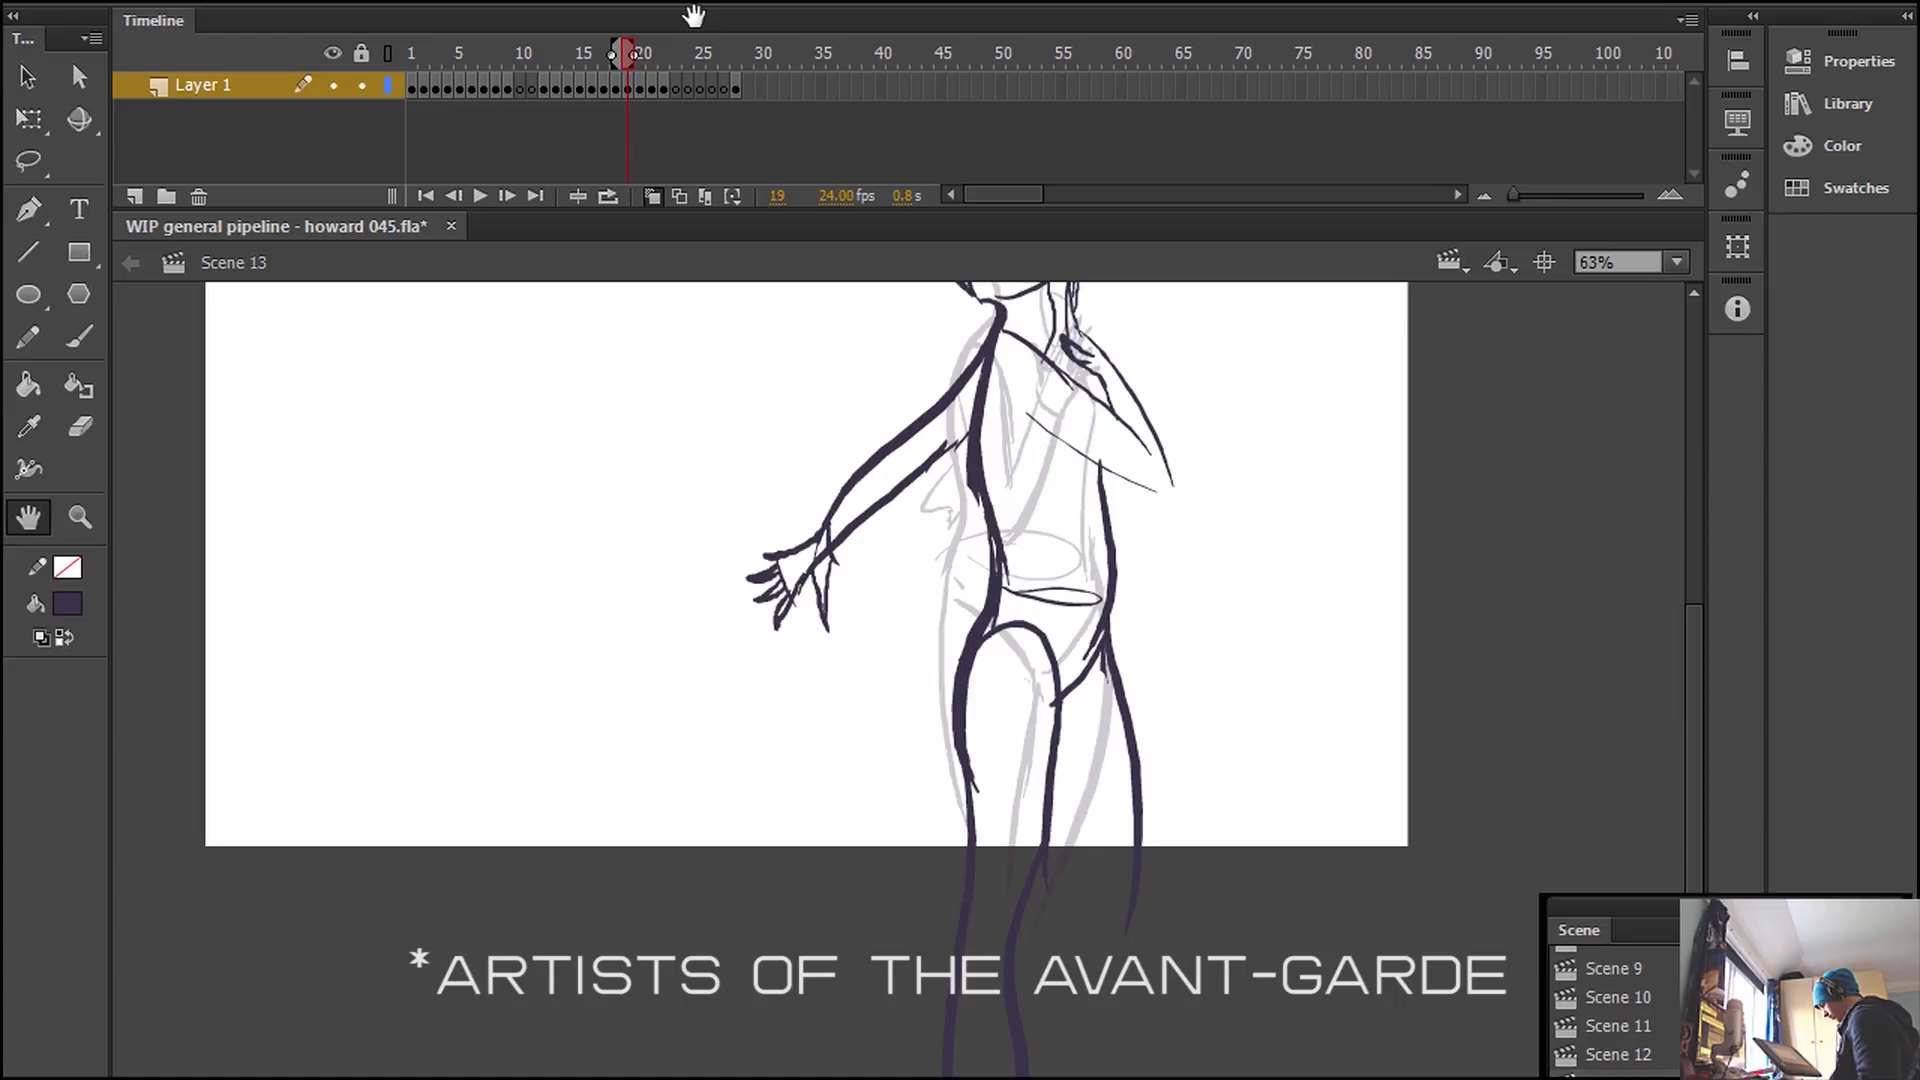 Timeline
T...
1 5 10 15 20 25 30 35 40 45 50 55 60 65 70 75 80 85 90 95 100 10
Layer 1
19 24.00 fps 0.8 s
WIP general pipeline - howard 045.fla*
Scene 13
63%
Properties
Library
Color
Swatches
*ARTISTS OF THE AVANT-GARDE
Scene
Scene 9
Scene 10
Scene 11
Scene 12